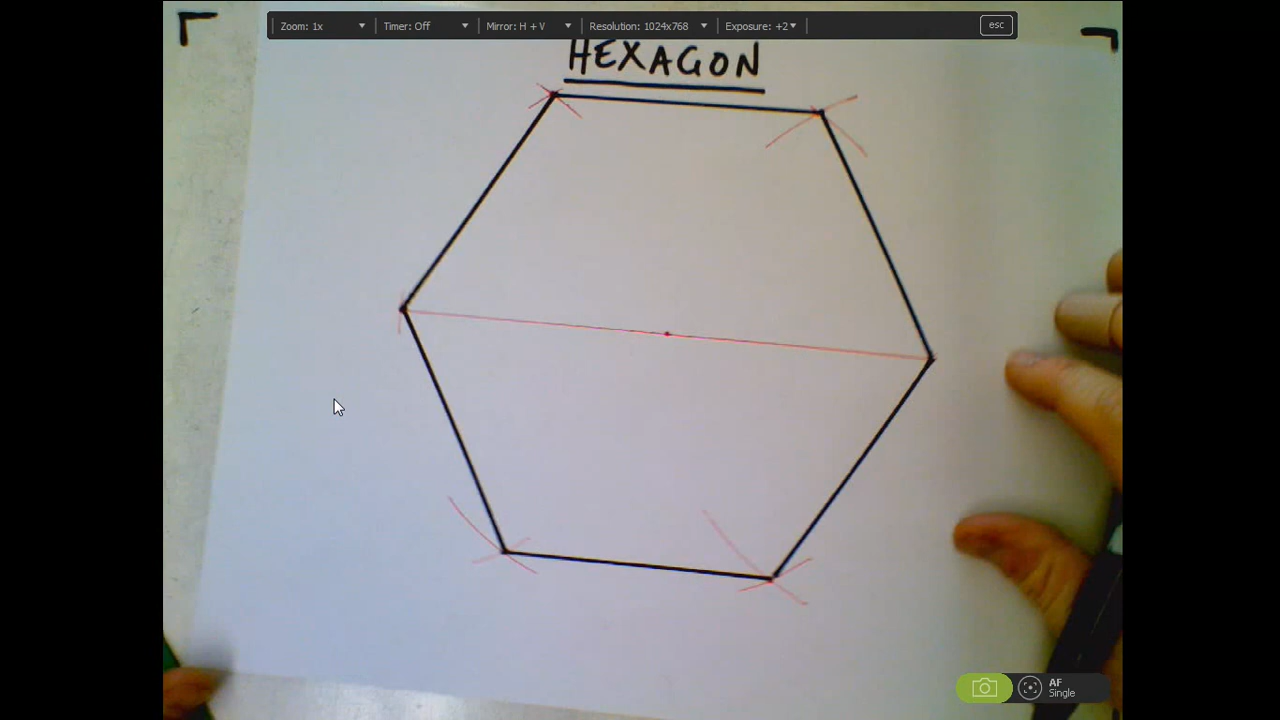 Zoom: 1x Timer: Off Mirror: H + V Resolution: 1024x768 Exposure: +2 esc
HEXAGON
AF
Single